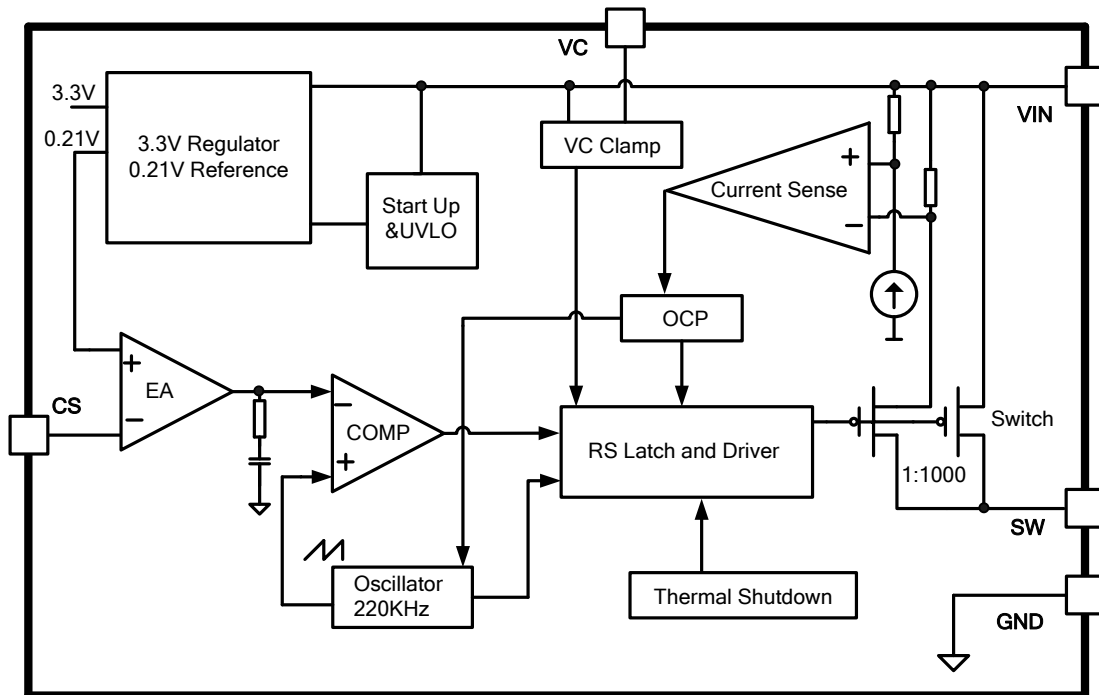 VC
VIN
3.3V
0.21V
3.3V Regulator
0.21V Reference
VC Clamp
Start Up
&UVLO
+
Current Sense
−
OCP
+
EA
−
CS
−
COMP
+
RS Latch and Driver
Switch
1:1000
SW
Oscillator
220KHz
Thermal Shutdown
GND